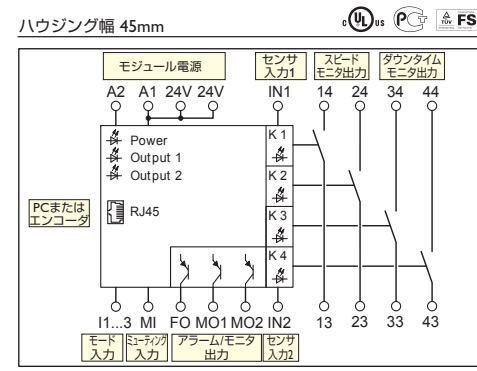 ハウジング幅 45mm
c UL us PG FS
モジュール電源
センサ
入力1
スピード
モニタ出力
ダウンタイム
モニタ出力
A2 A1 24V 24V IN1 14 24 34 44
Power
Output 1
Output 2
RJ45
K 1
K 2
K 3
K 4
PCまたは
エンコーダ
I1...3 MI FO MO1 MO2 IN2 13 23 33 43
モード
入力
ミューティング
入力
アラーム/モニタ
出力
センサ
入力2